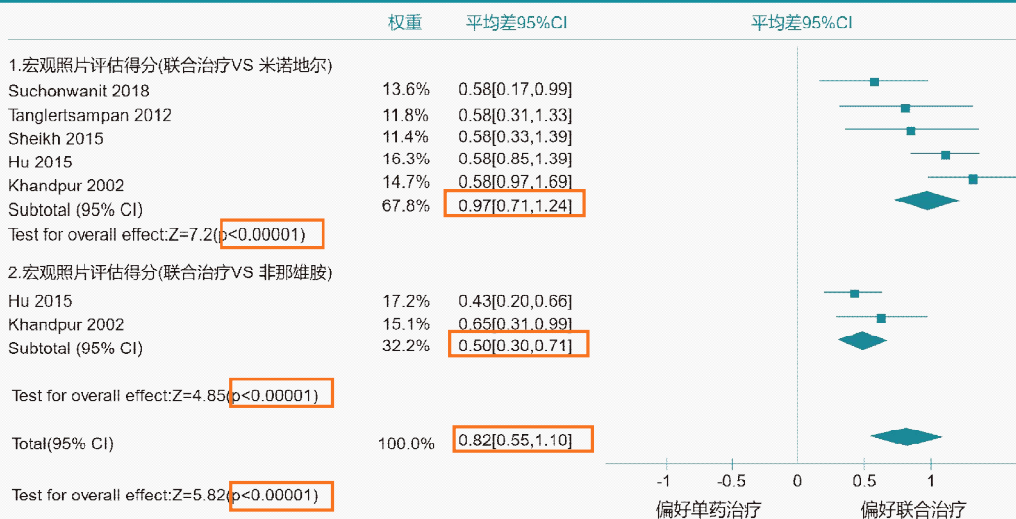 权重 平均差95%CI 平均差95%CI
1.宏观照片评估得分(联合治疗VS 米诺地尔)
Suchonwanit 2018 13.6% 0.58[0.17,0.99]
Tanglertsampan 2012 11.8% 0.58[0.31,1.33]
Sheikh 2015 11.4% 0.58[0.33,1.39]
Hu 2015 16.3% 0.58[0.85,1.39]
Khandpur 2002 14.7% 0.58[0.97,1.69]
Subtotal (95% CI) 67.8% 0.97[0.71,1.24]
Test for overall effect:Z=7.2(p<0.00001)
2.宏观照片评估得分(联合治疗VS 非那雄胺)
Hu 2015 17.2% 0.43[0.20,0.66]
Khandpur 2002 15.1% 0.65[0.31,0.99]
Subtotal (95% CI) 32.2% 0.50[0.30,0.71]
Test for overall effect:Z=4.85(p<0.00001)
Total(95% CI) 100.0% 0.82[0.55,1.10]
-1 -0.5 0 0.5 1
Test for overall effect:Z=5.82(p<0.00001)
偏好单药治疗 偏好联合治疗